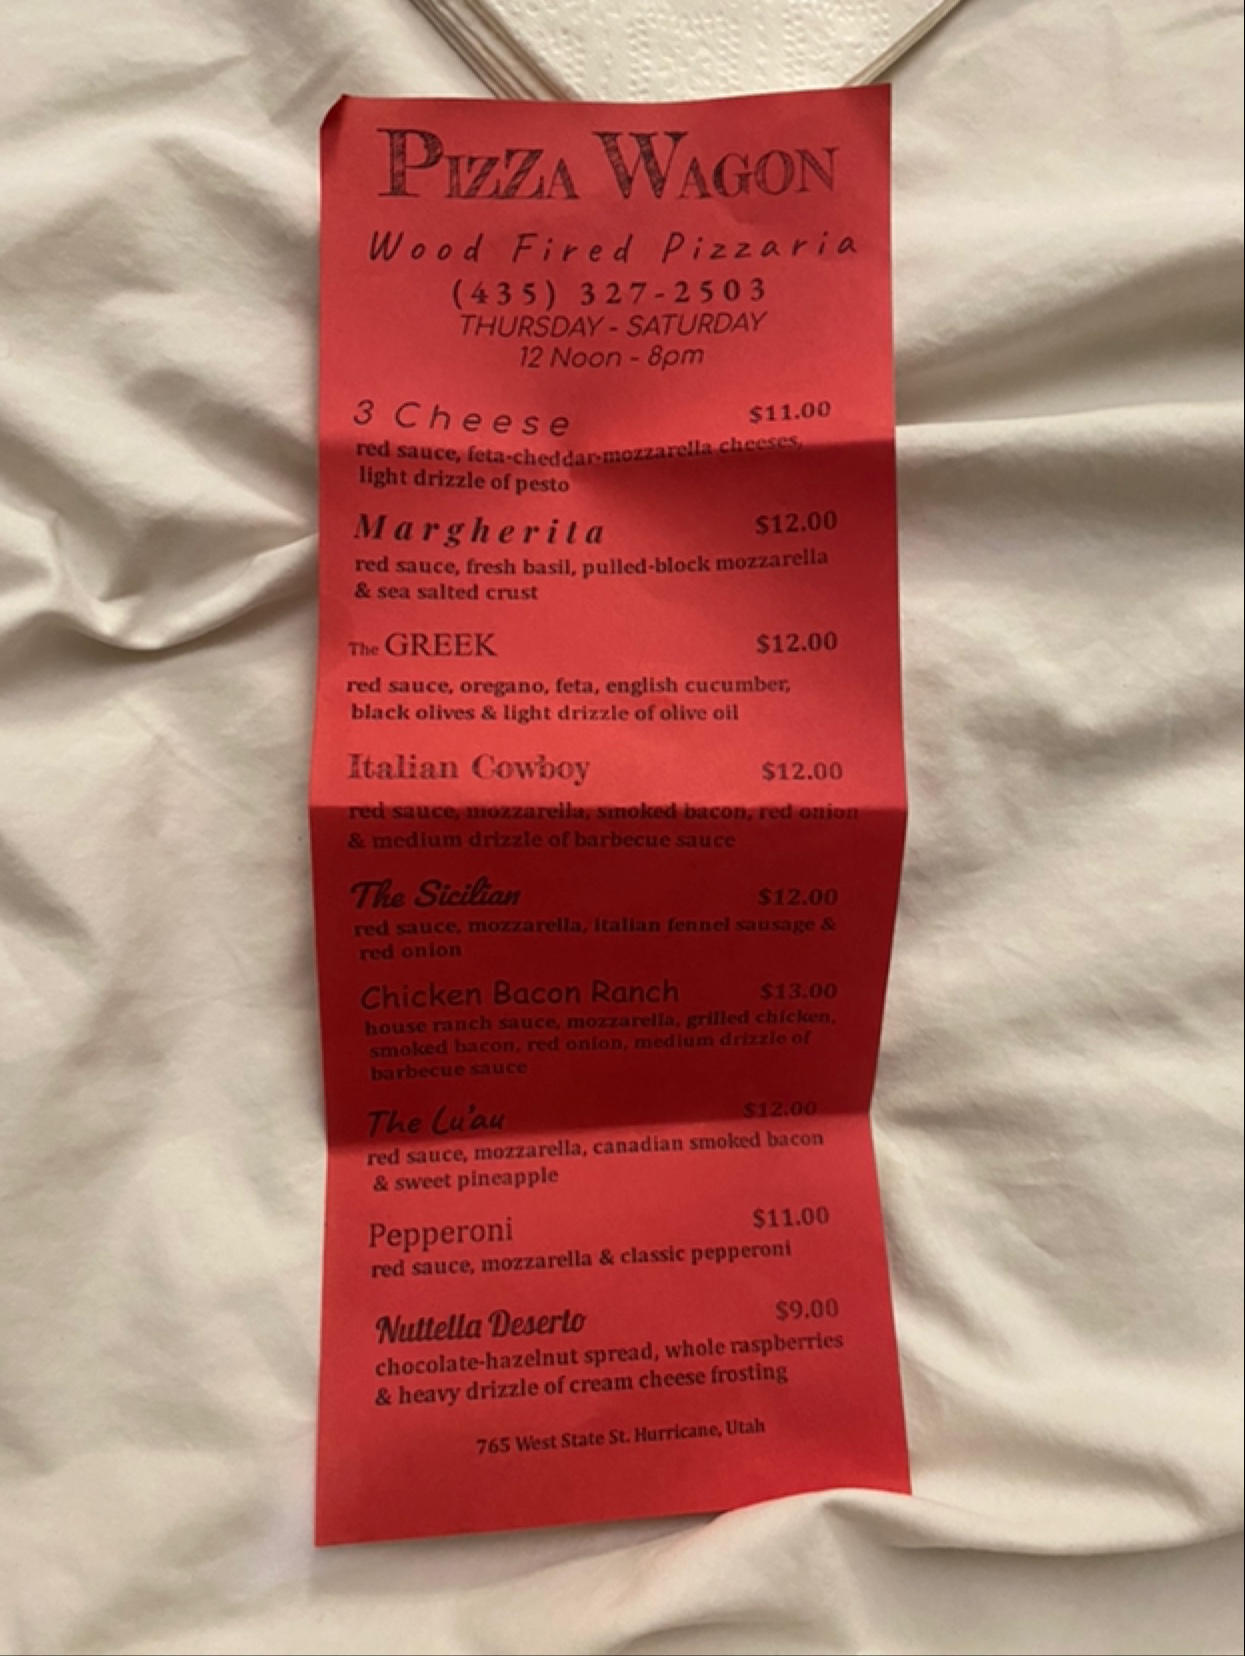 PIZZA WAGON
Wood Fired Pizzaria
(435) 327-2503
THURSDAY - SATURDAY
12 Noon - 8pm
3 Cheese $11.00
red sauce, feta-cheddar-mozzarella cheeses,
light drizzle of pesto
Margherita $12.00
red sauce, fresh basil, pulled-block mozzarella
& sea salted crust
The GREEK $12.00
red sauce, oregano, feta, english cucumber,
black olives & light drizzle of olive oil
Italian Cowboy $12.00
red sauce, mozzarella, smoked bacon, red onion
& medium drizzle of barbecue sauce
The Sicilian $12.00
red sauce, mozzarella, italian fennel sausage &
red onion
Chicken Bacon Ranch $13.00
house ranch sauce, mozzarella, grilled chicken,
smoked bacon, red onion, medium drizzle of
barbecue sauce
The Lu'au $12.00
red sauce, mozzarella, canadian smoked bacon
& sweet pineapple
Pepperoni $11.00
red sauce, mozzarella & classic pepperoni
Nuttella Deserto $9.00
chocolate-hazelnut spread, whole raspberries
& heavy drizzle of cream cheese frosting
765 West State St. Hurricane, Utah